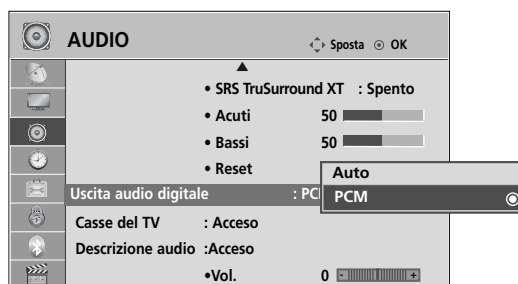 AUDIO Sposta OK
• SRS TruSurround XT : Spento
• Acuti 50
• Bassi 50
• Reset
Auto
Uscita audio digitale : PC
PCM
Casse del TV : Acceso
Descrizione audio :Acceso
•Vol. 0 - +